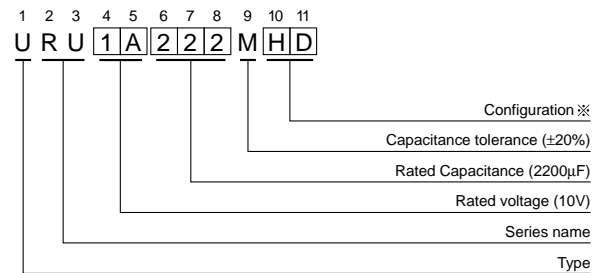 1 2 3 4 5 6 7 8 9 10 11
U R U 1 A 2 2 2 M H D
Configuration ※
Capacitance tolerance (±20%)
Rated Capacitance (2200μF)
Rated voltage (10V)
Series name
Type